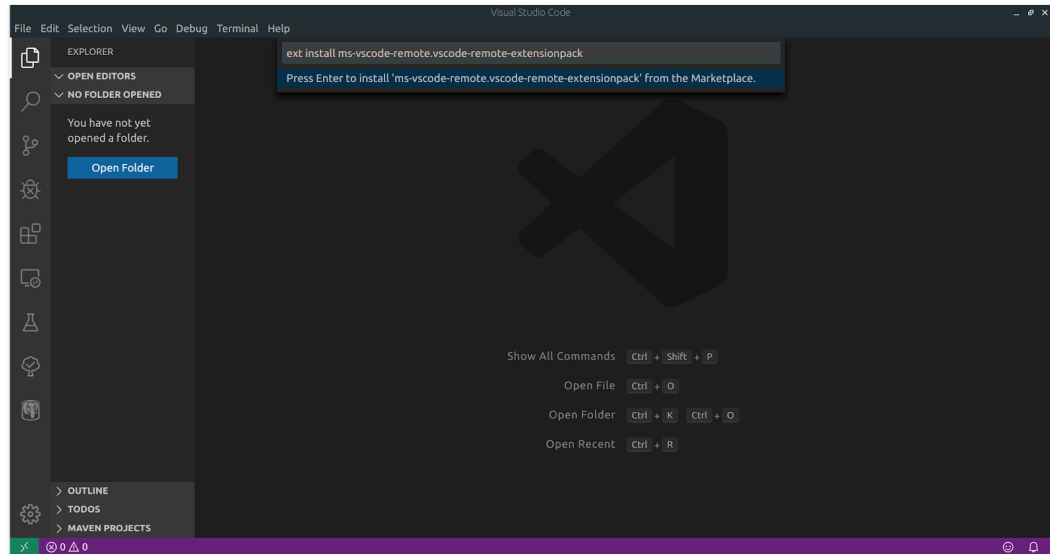 Visual Studio Code
File Edit Selection View Go Debug Terminal Help
EXPLORER
OPEN EDITORS
NO FOLDER OPENED
You have not yet
opened a folder.
Open Folder
ext install ms-vscode-remote.vscode-remote-extensionpack
Press Enter to install 'ms-vscode-remote.vscode-remote-extensionpack' from the Marketplace.
Show All Commands Ctrl + Shift + P
Open File Ctrl + O
Open Folder Ctrl + K Ctrl + O
Open Recent Ctrl + R
OUTLINE
TODOS
MAVEN PROJECTS
0 0